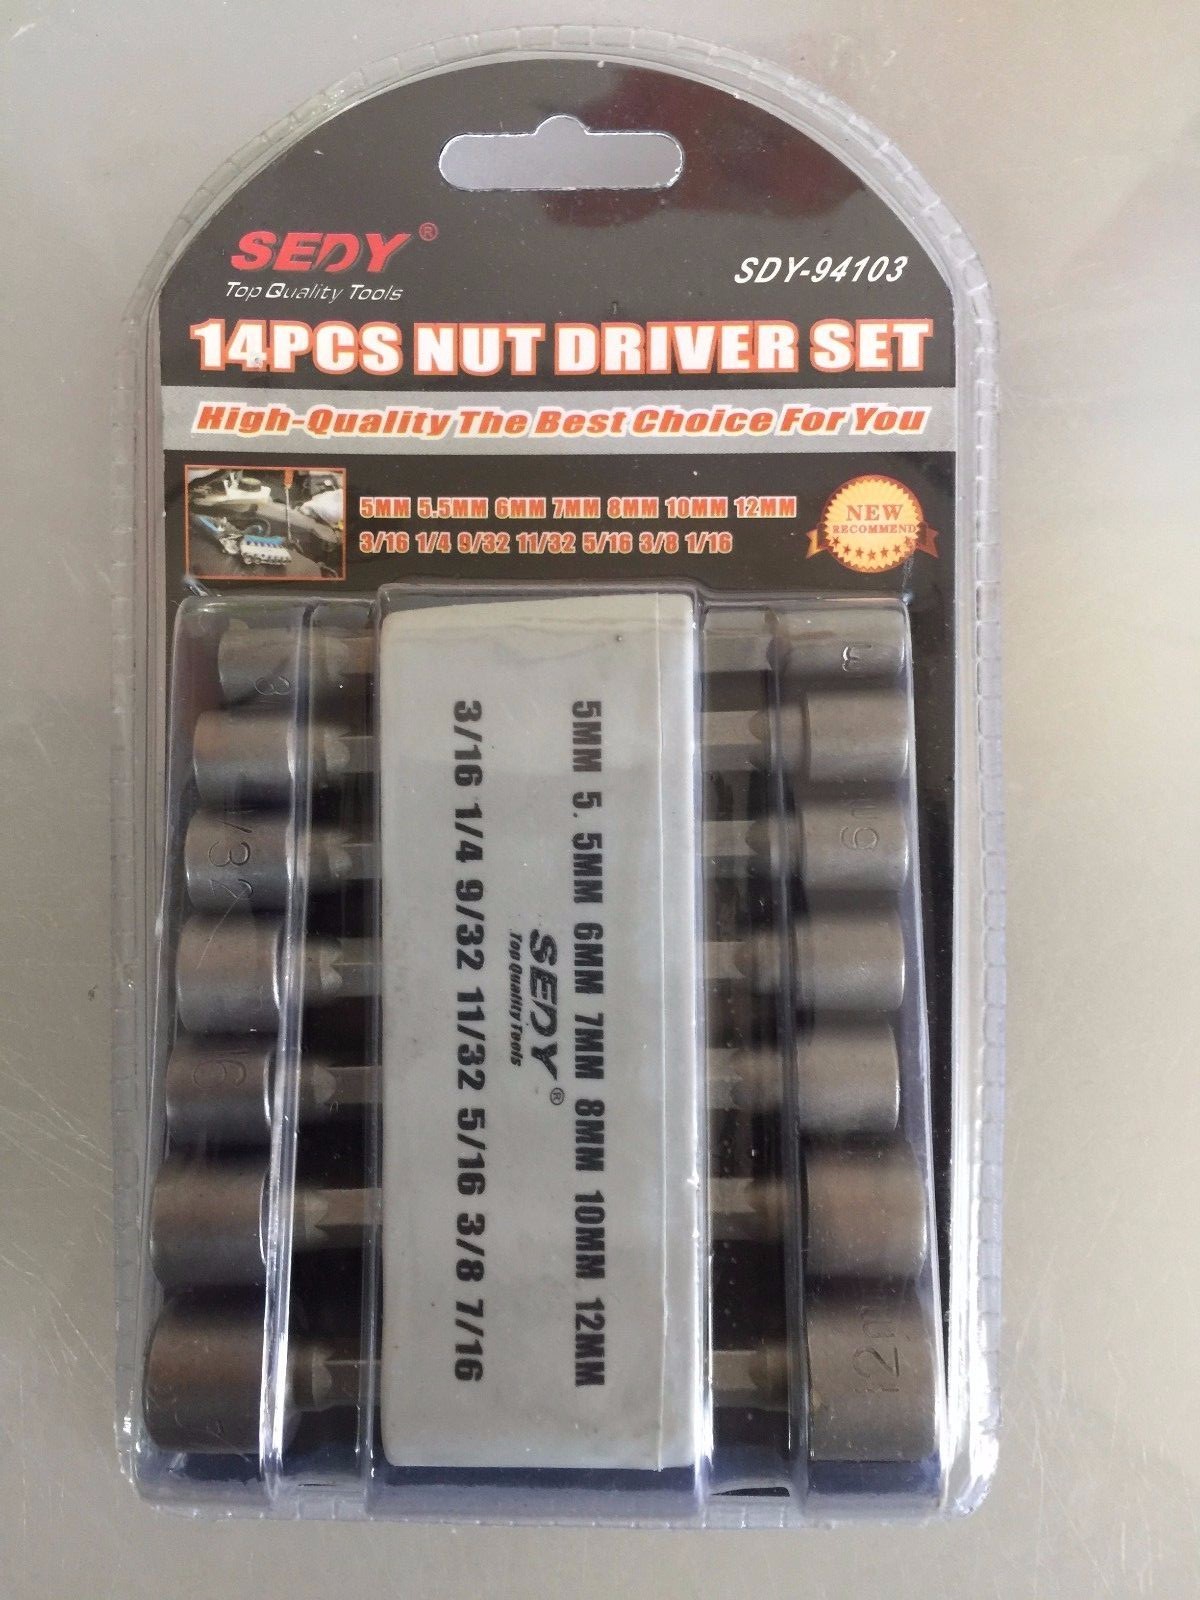 SEDY®
Top Quality Tools
SDY-94103
14PCS NUT DRIVER SET
High-Quality The Best Choice For You
5MM 5.5MM 6MM 7MM 8MM 10MM 12MM
3/16 1/4 9/32 11/32 5/16 3/8 1/16
NEW
RECOMMEND
5MM 5.5MM 6MM 7MM 8MM 10MM 12MM
SEDY®
Top Quality Tools
3/16 1/4 9/32 11/32 5/16 3/8 7/16